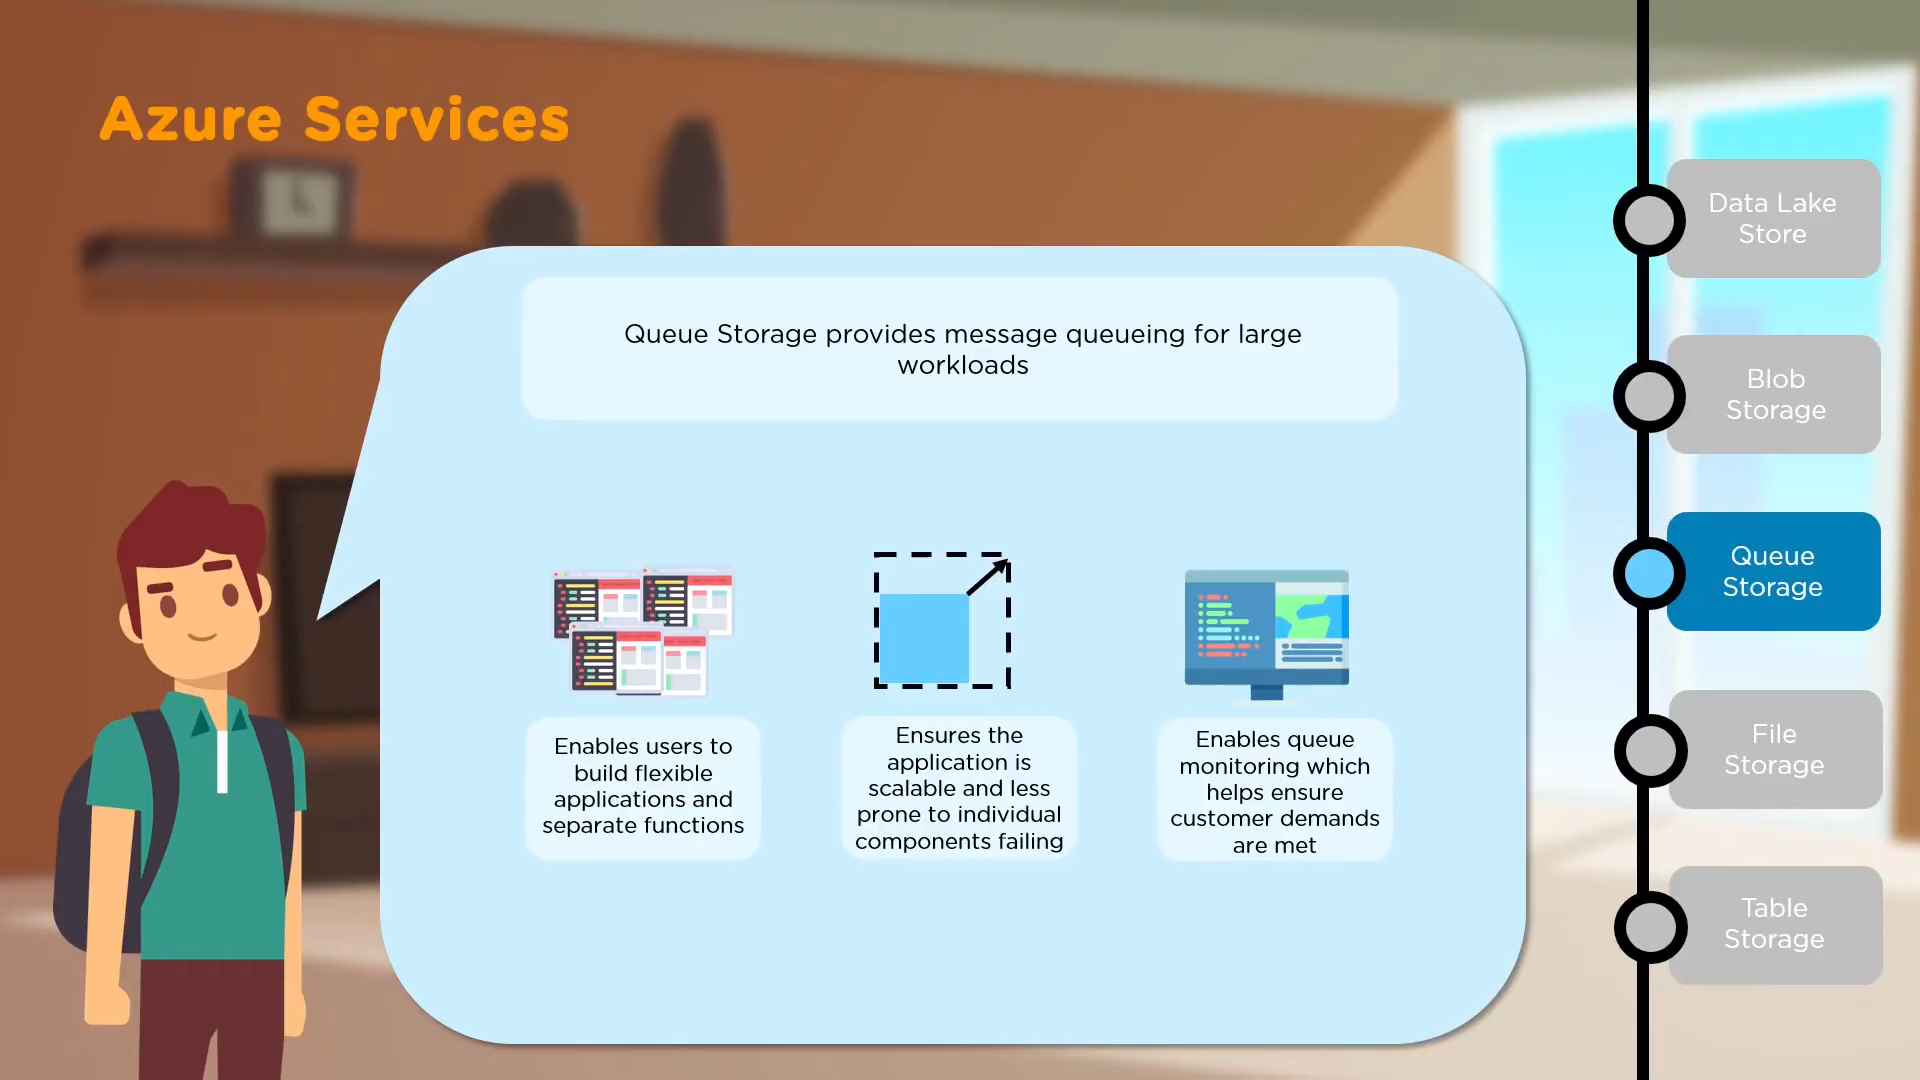 Azure Services
Queue Storage provides message queueing for large
workloads
Enables users to
build flexible
applications and
separate functions
Ensures the
application is
scalable and less
prone to individual
components failing
Enables queue
monitoring which
helps ensure
customer demands
are met
Data Lake
Store
Blob
Storage
Queue
Storage
File
Storage
Table
Storage